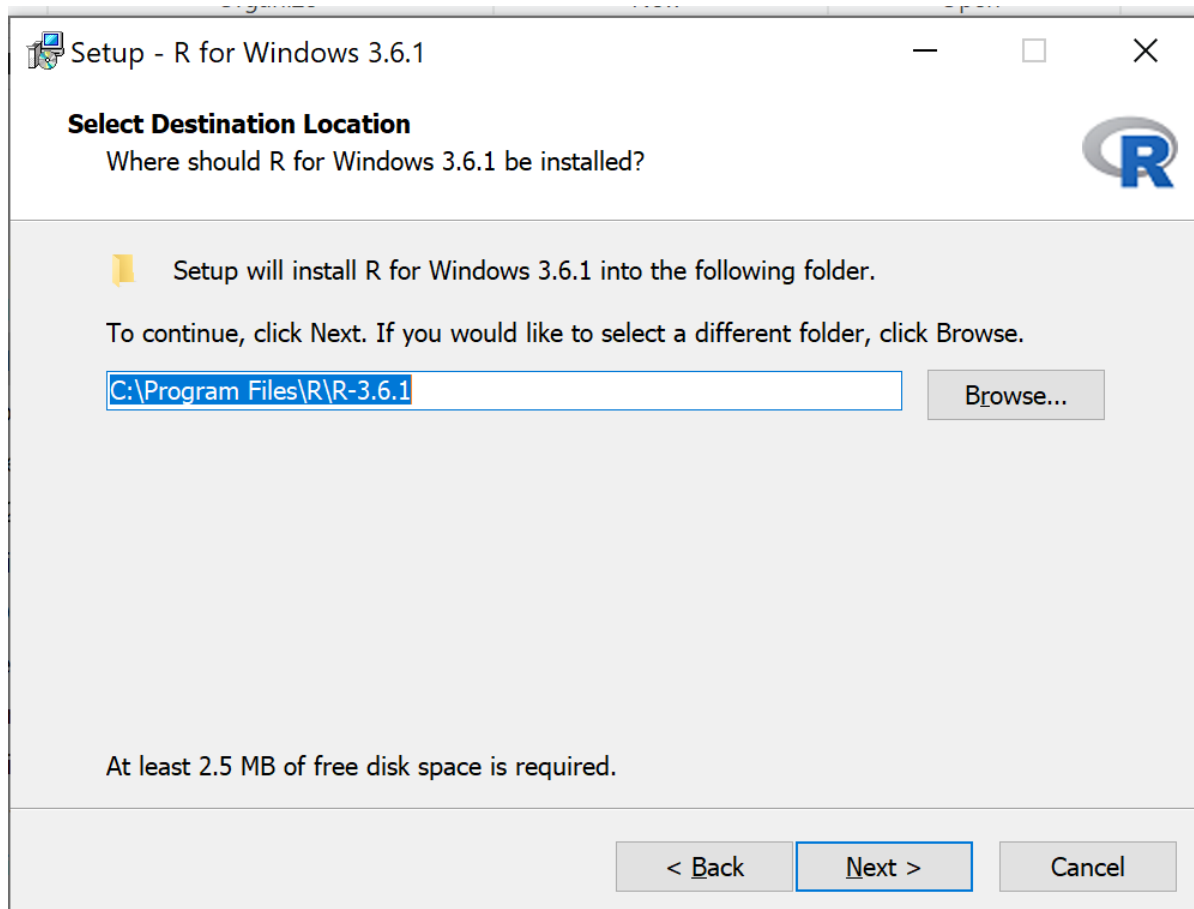 Setup - R for Windows 3.6.1
Select Destination Location
Where should R for Windows 3.6.1 be installed?
R
Setup will install R for Windows 3.6.1 into the following folder.
To continue, click Next. If you would like to select a different folder, click Browse.
C:\Program Files\R\R-3.6.1
Browse...
At least 2.5 MB of free disk space is required.
< Back
Next >
Cancel